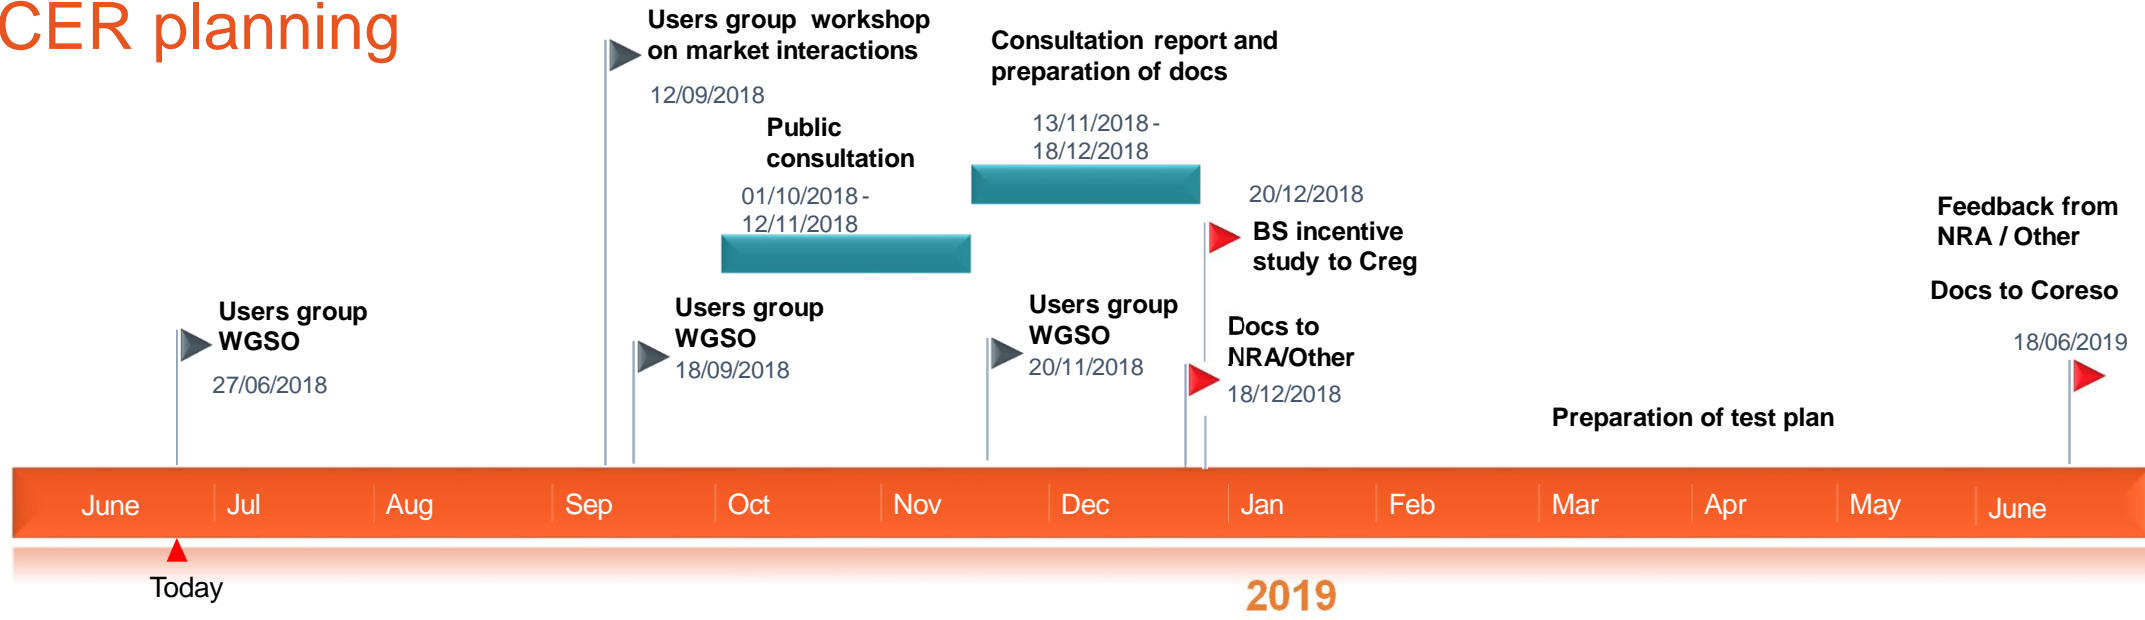 CER planning
Users group workshop
on market interactions
12/09/2018
Consultation report and
preparation of docs
13/11/2018 -
18/12/2018
Public
consultation
01/10/2018 -
12/11/2018
20/12/2018
BS incentive
study to Creg
Feedback from
NRA / Other
Docs to Coreso
18/06/2019
Users group
WGSO
27/06/2018
Users group
WGSO
18/09/2018
Users group
WGSO
20/11/2018
Docs to
NRA/Other
18/12/2018
Preparation of test plan
June Jul Aug Sep Oct Nov Dec Jan Feb Mar Apr May June
Today
2019